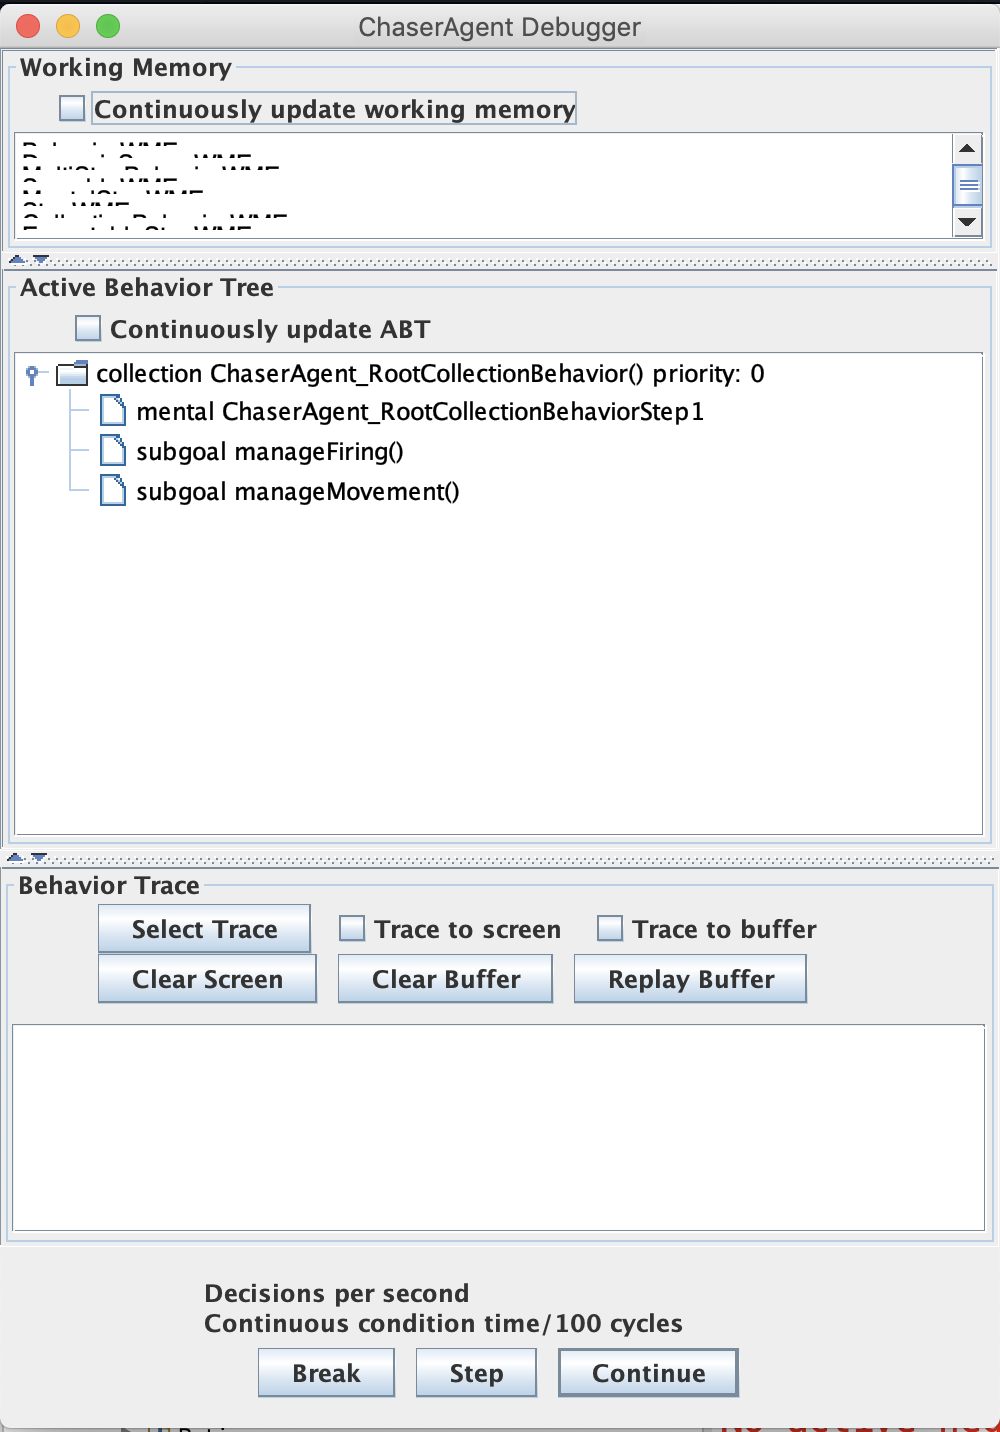 ChaserAgent Debugger
Working Memory
Continuously update working memory
Active Behavior Tree
Continuously update ABT
collection ChaserAgent_RootCollectionBehavior() priority: 0
mental ChaserAgent_RootCollectionBehaviorStep1
subgoal manageFiring()
subgoal manageMovement()
Behavior Trace
Select Trace
Trace to screen
Trace to buffer
Clear Screen
Clear Buffer
Replay Buffer
Decisions per second
Continuous condition time/100 cycles
Break
Step
Continue